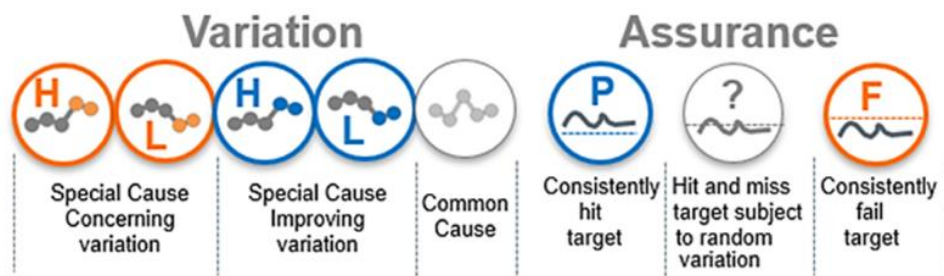 Variation
Assurance
H
L
H
L
P
?
F
Special Cause
Concerning
variation
Special Cause
Improving
variation
Common
Cause
Consistently
hit
target
Hit and miss
target subject
to random
variation
Consistently
fail
target